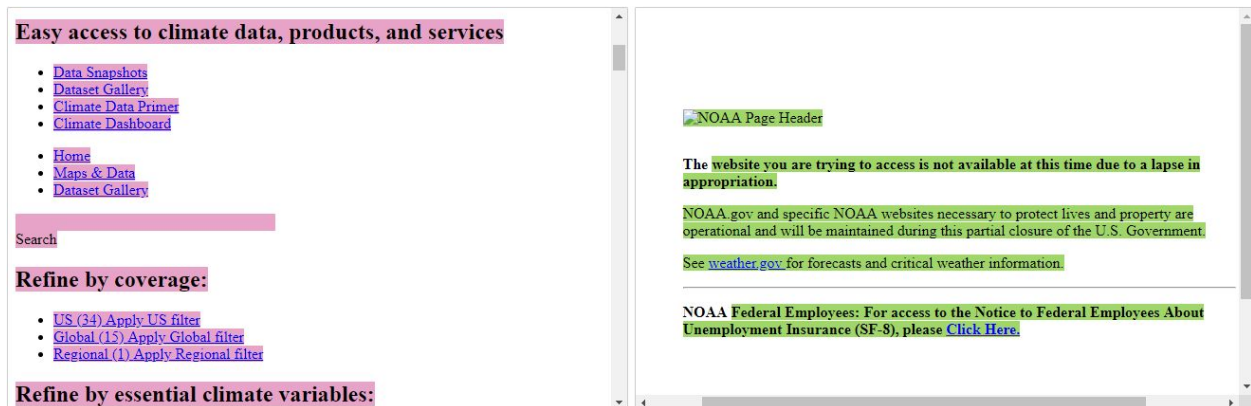 Easy access to climate data, products, and services
Data Snapshots
Dataset Gallery
Climate Data Primer
Climate Dashboard
Home
Maps & Data
Dataset Gallery
Search
Refine by coverage:
US (34) Apply US filter
Global (15) Apply Global filter
Regional (1) Apply Regional filter
Refine by essential climate variables:
NOAA Page Header
The website you are trying to access is not available at this time due to a lapse in
appropriation.
NOAA.gov and specific NOAA websites necessary to protect lives and property are
operational and will be maintained during this partial closure of the U.S. Government.
See weather.gov for forecasts and critical weather information.
NOAA Federal Employees: For access to the Notice to Federal Employees About
Unemployment Insurance (SF-8), please Click Here.